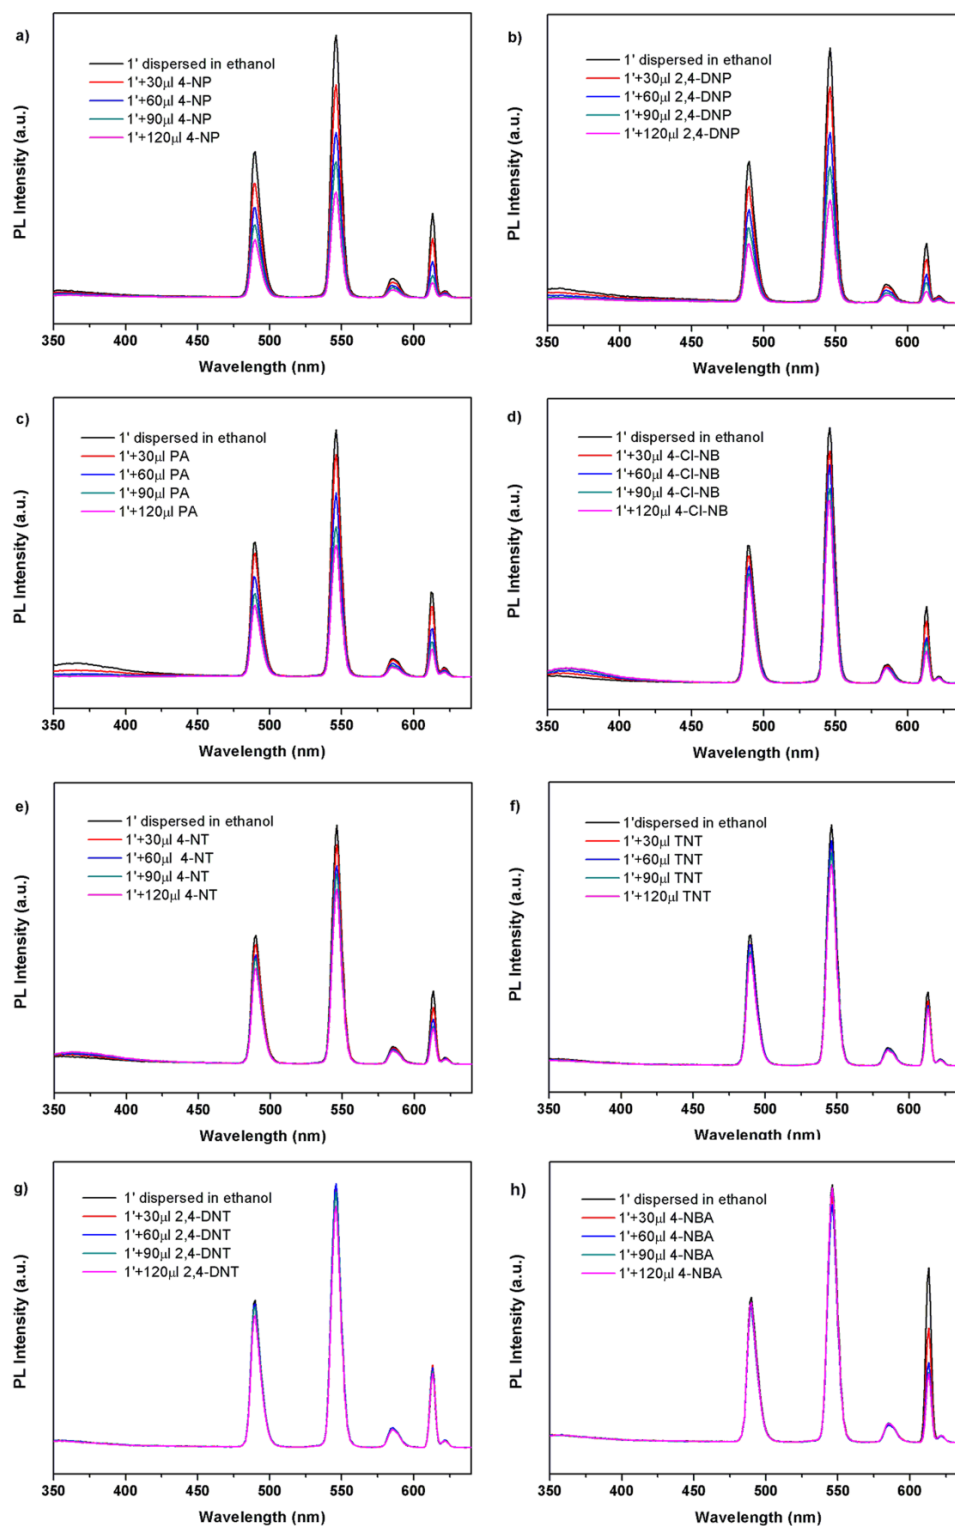 a)
1' dispersed in ethanol
1'+30μl 4-NP
1'+60μl 4-NP
1'+90μl 4-NP
1'+120μl 4-NP
PL Intensity (a.u.)
350 400 450 500 550 600
Wavelength (nm)
b)
1' dispersed in ethanol
1'+30μl 2,4-DNP
1'+60μl 2,4-DNP
1'+90μl 2,4-DNP
1'+120μl 2,4-DNP
PL Intensity (a.u.)
350 400 450 500 550 600
Wavelength (nm)
c)
1' dispersed in ethanol
1'+30μl PA
1'+60μl PA
1'+90μl PA
1'+120μl PA
PL Intensity (a.u.)
350 400 450 500 550 600
Wavelength (nm)
d)
1' dispersed in ethanol
1'+30μl 4-Cl-NB
1'+60μl 4-Cl-NB
1'+90μl 4-Cl-NB
1'+120μl 4-Cl-NB
PL Intensity (a.u.)
350 400 450 500 550 600
Wavelength (nm)
e)
1' dispersed in ethanol
1'+30μl 4-NT
1'+60μl 4-NT
1'+90μl 4-NT
1'+120μl 4-NT
PL Intensity (a.u.)
350 400 450 500 550 600
Wavelength (nm)
f)
1'dispersed in ethanol
1'+30μl TNT
1'+60μl TNT
1'+90μl TNT
1'+120μl TNT
PL Intensity (a.u.)
350 400 450 500 550 600
Wavelength (nm)
g)
1' dispersed in ethanol
1'+30μl 2,4-DNT
1'+60μl 2,4-DNT
1'+90μl 2,4-DNT
1'+120μl 2,4-DNT
PL Intensity (a.u.)
350 400 450 500 550 600
Wavelength (nm)
h)
1' dispersed in ethanol
1'+30μl 4-NBA
1'+60μl 4-NBA
1'+90μl 4-NBA
1'+120μl 4-NBA
PL Intensity (a.u.)
350 400 450 500 550 600
Wavelength (nm)